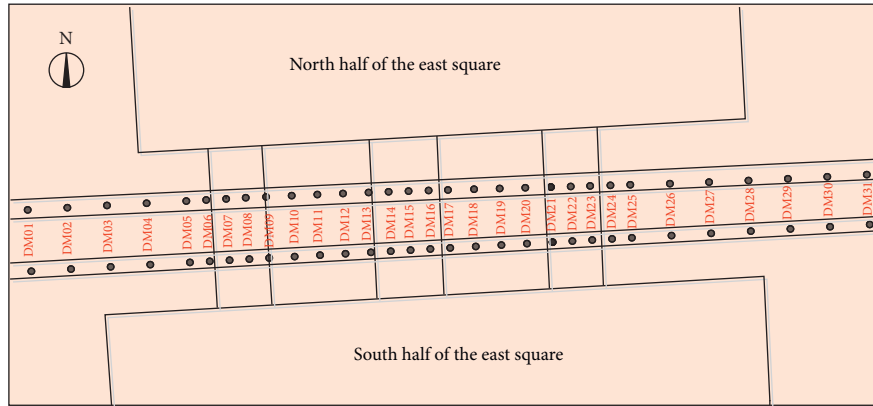 N
North half of the east square
DM01
DM02
DM03
DM04
DM05
DM06
DM07
DM08
DM09
DM10
DM11
DM12
DM13
DM14
DM15
DM16
DM17
DM18
DM19
DM20
DM21
DM22
DM23
DM24
DM25
DM26
DM27
DM28
DM29
DM30
DM31
South half of the east square